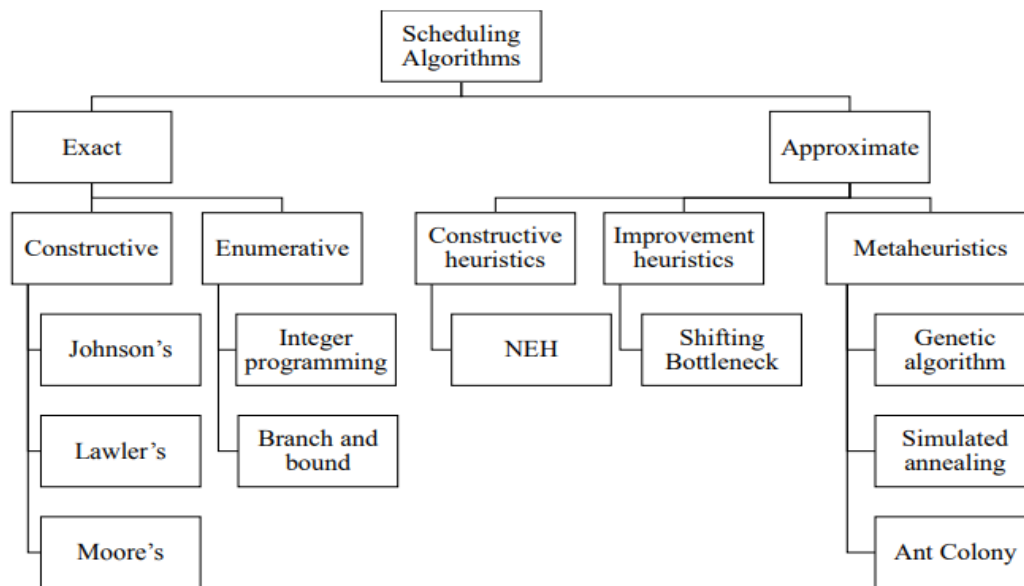 Scheduling
Algorithms
Exact
Approximate
Constructive
Enumerative
Constructive
heuristics
Improvement
heuristics
Metaheuristics
Johnson’s
Integer
programming
NEH
Shifting
Bottleneck
Genetic
algorithm
Lawler’s
Branch and
bound
Simulated
annealing
Moore’s
Ant Colony